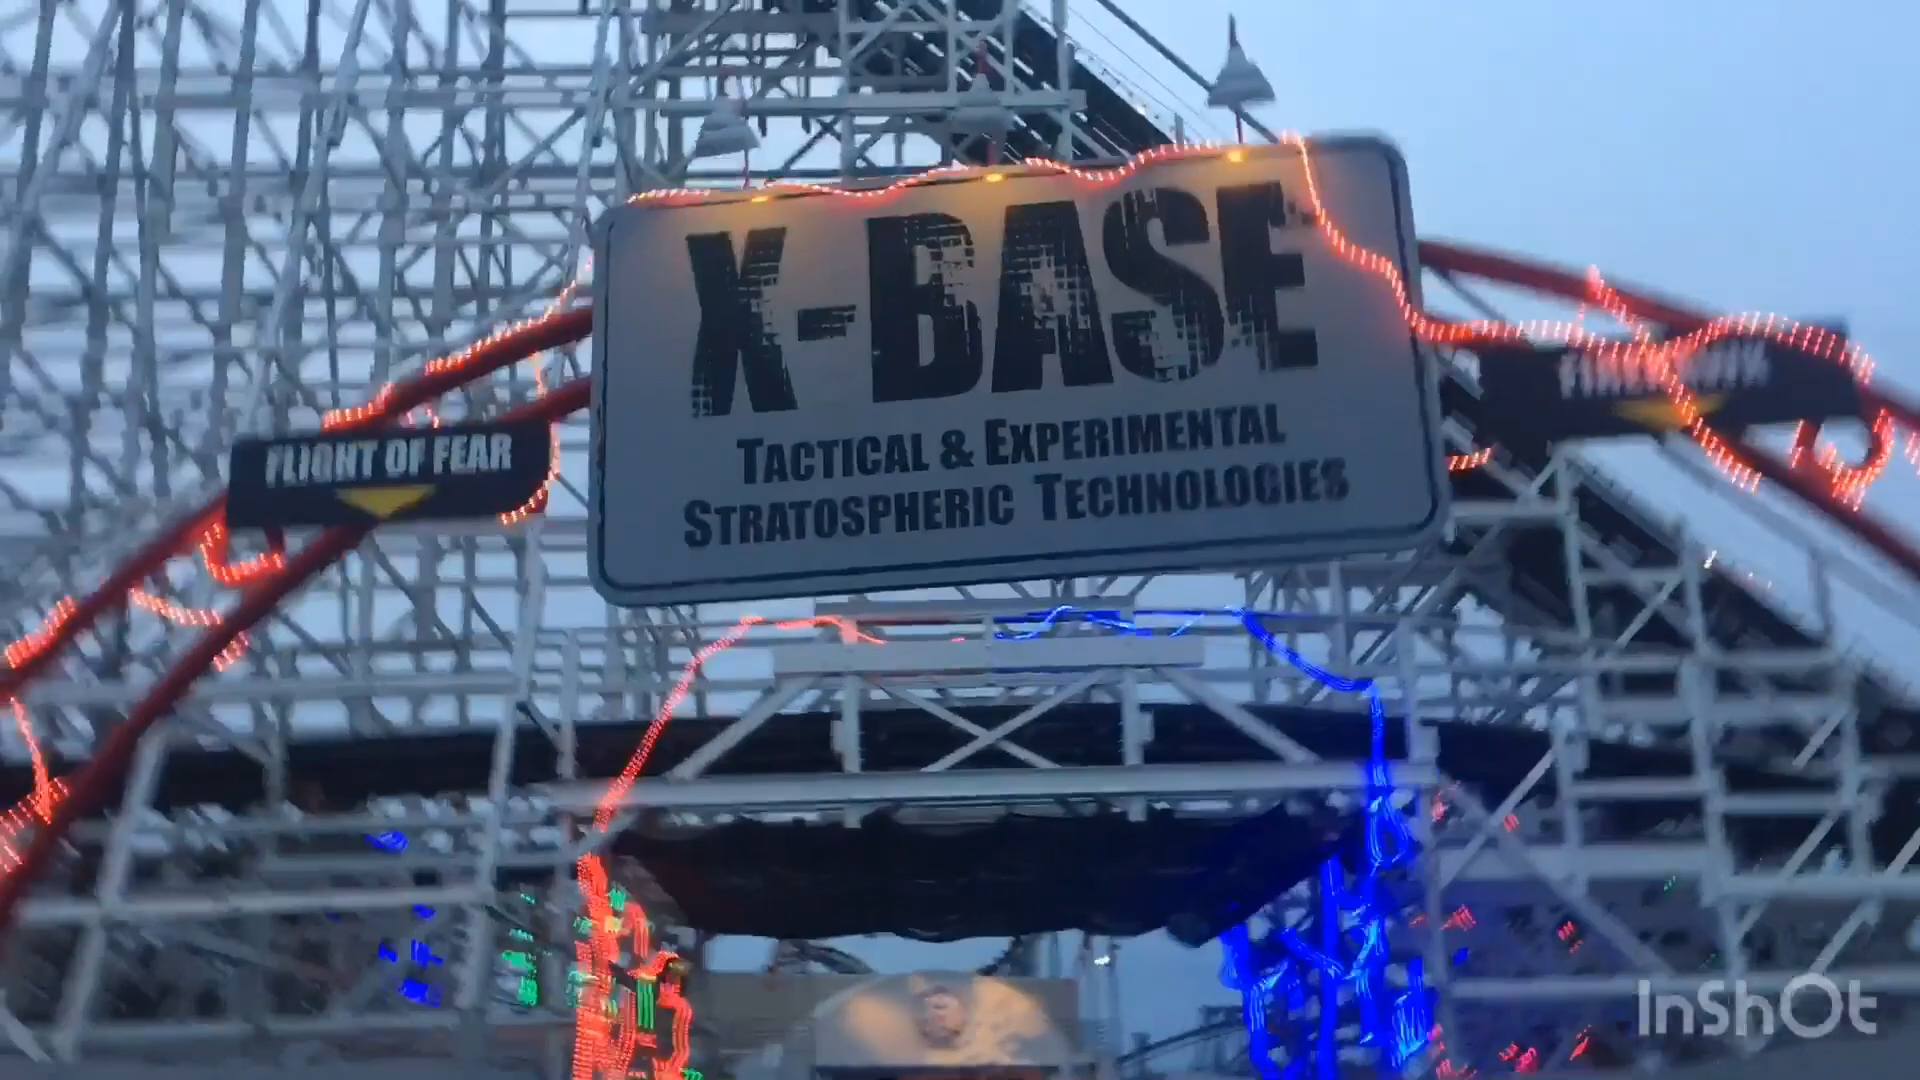 X-BASE
TACTICAL & EXPERIMENTAL
STRATOSPHERIC TECHNOLOGIES
FLIGHT OF FEAR
InShOt